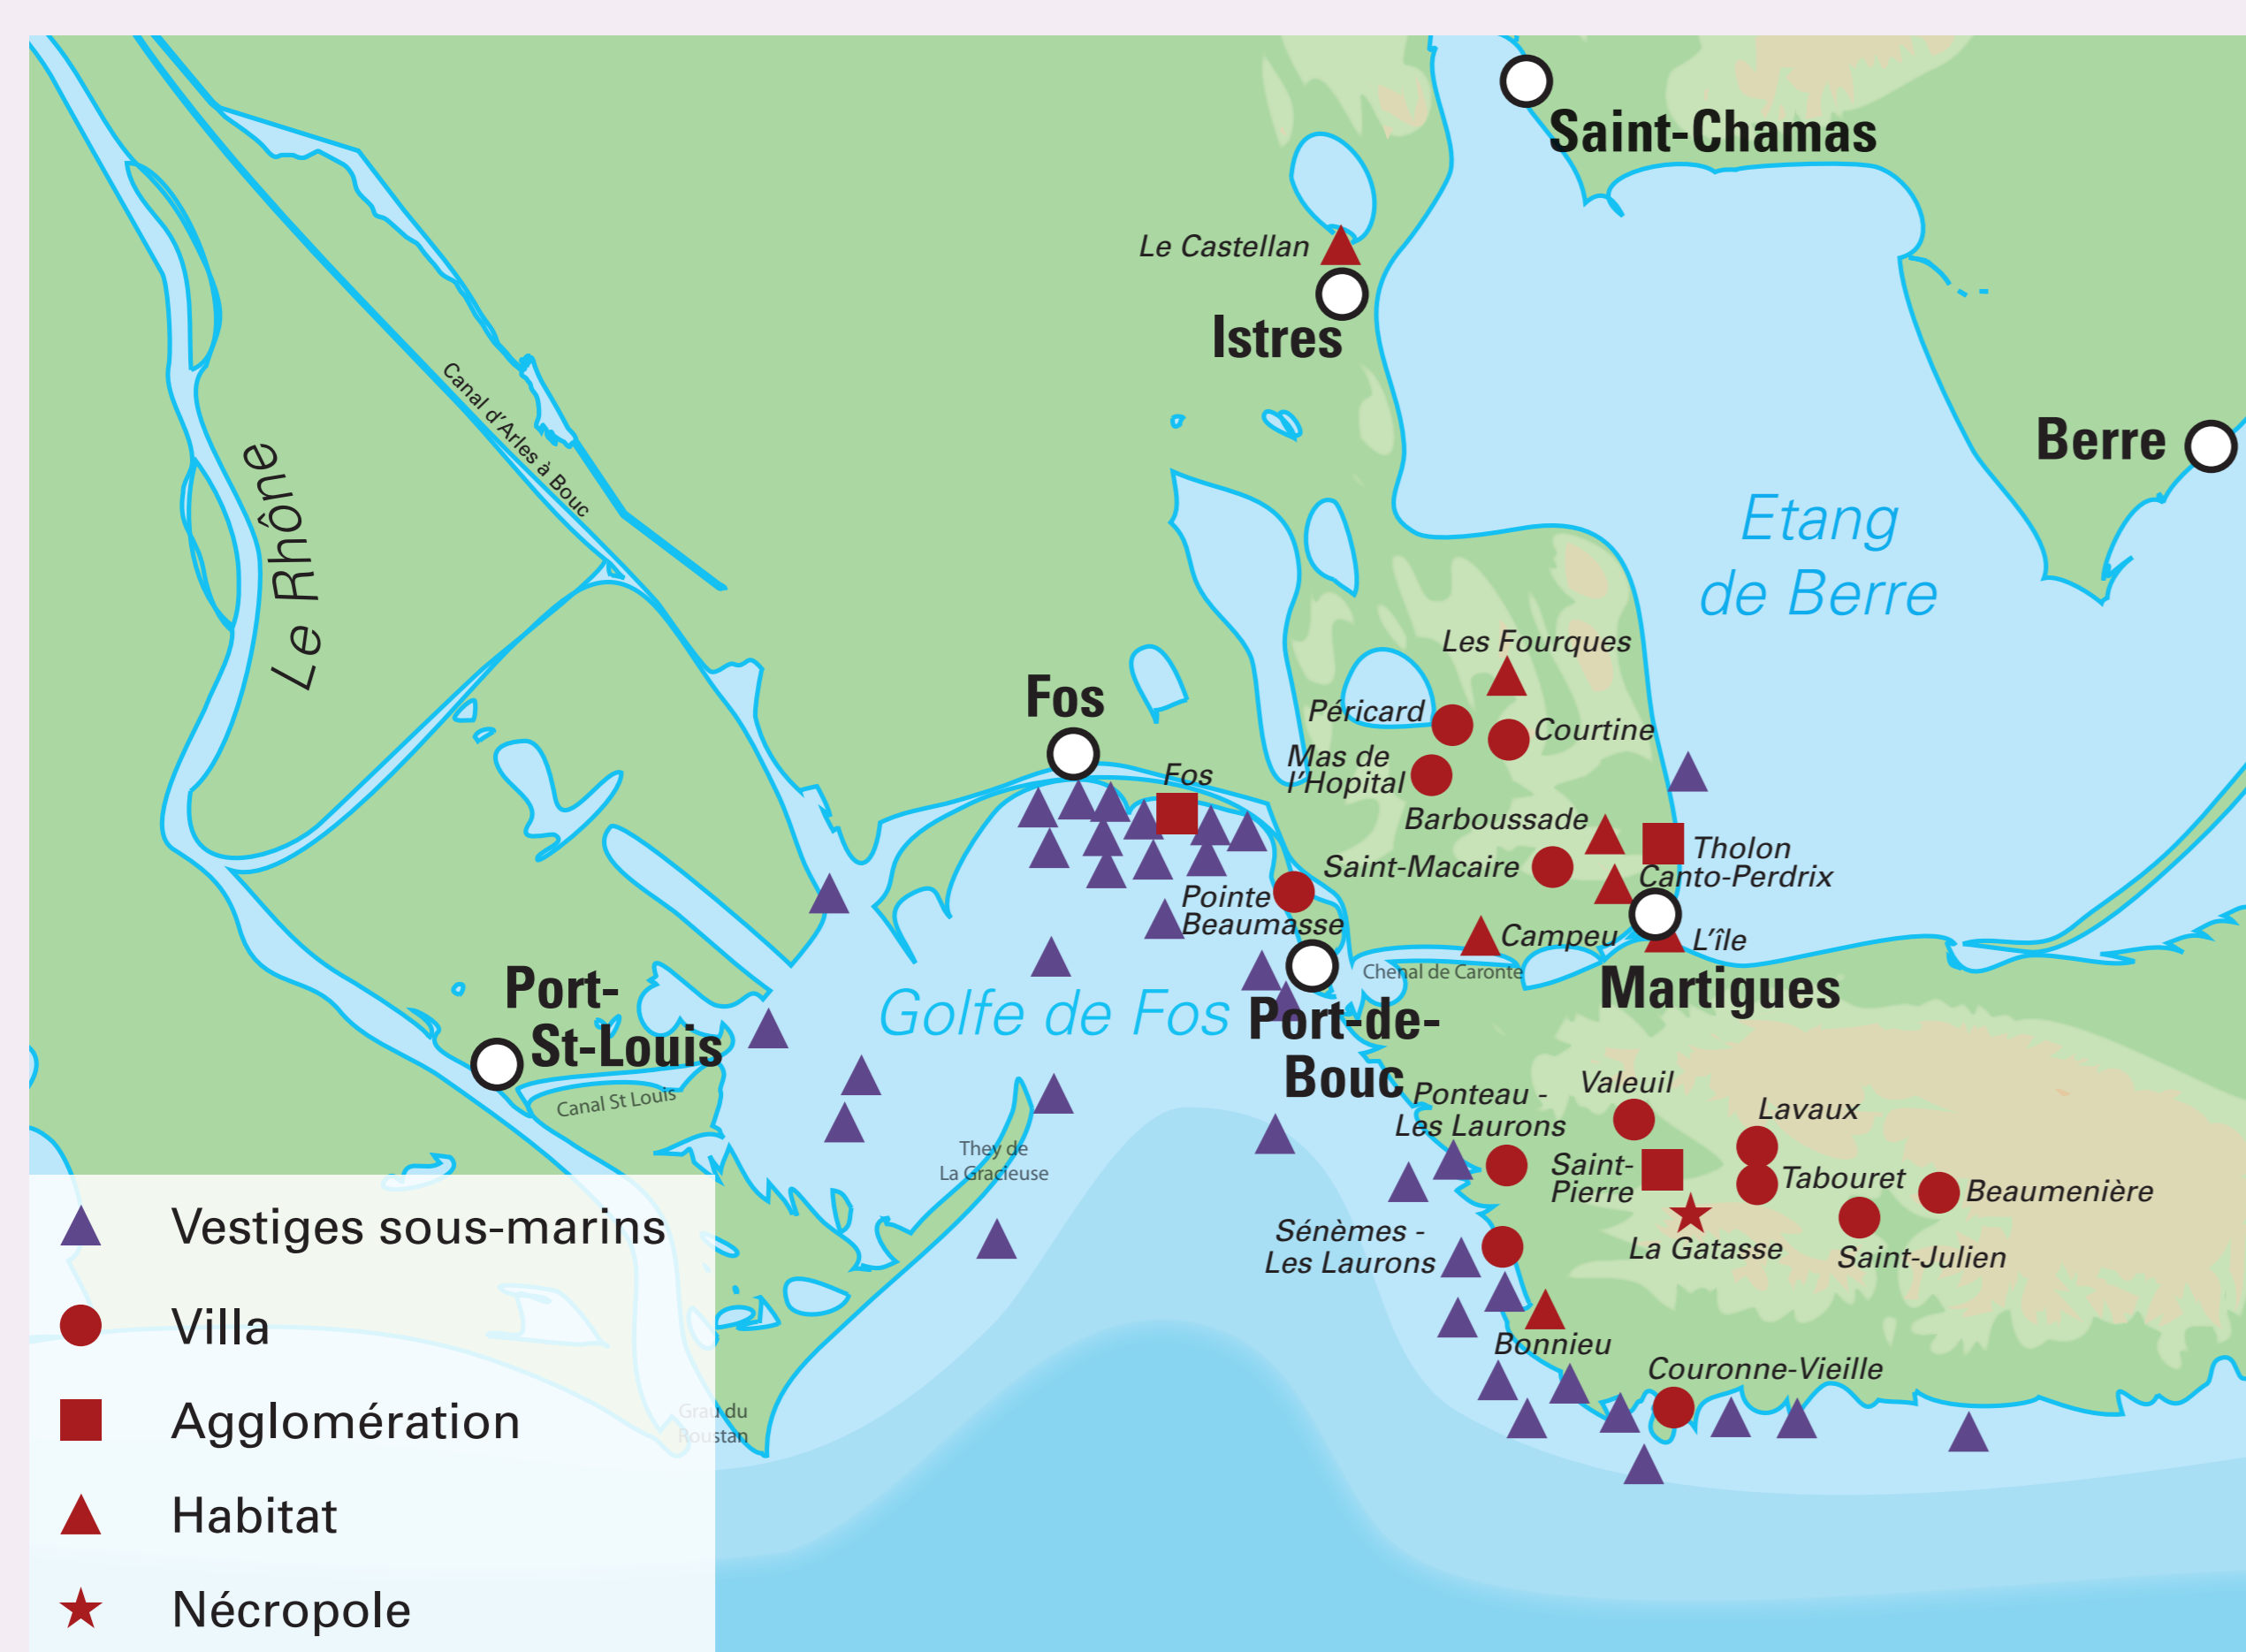 Saint-Chamas
Le Castellan
Istres
Berre
Etang
de Berre
Canal d'Arles à Bouc
Le Rhône
Les Fourques
Fos
Péricard
Courtine
Mas de
l'Hopital
Fos
Barboussade
Tholon
Saint-Macaire
Canto-Perdrix
Pointe
Beaumasse
Campeu
L'île
Chenal de Caronte
Martigues
Port-
St-Louis
Golfe de Fos
Port-de-
Bouc
Canal St Louis
Ponteau -
Les Laurons
Valeuil
Lavaux
They de
La Gracieuse
Saint-
Pierre
Tabouret
Beaumenière
Sénèmes -
Les Laurons
La Gatasse
Saint-Julien
Bonnieu
Couronne-Vieille
Grau du
Roustan
Vestiges sous-marins
Villa
Agglomération
Habitat
Nécropole